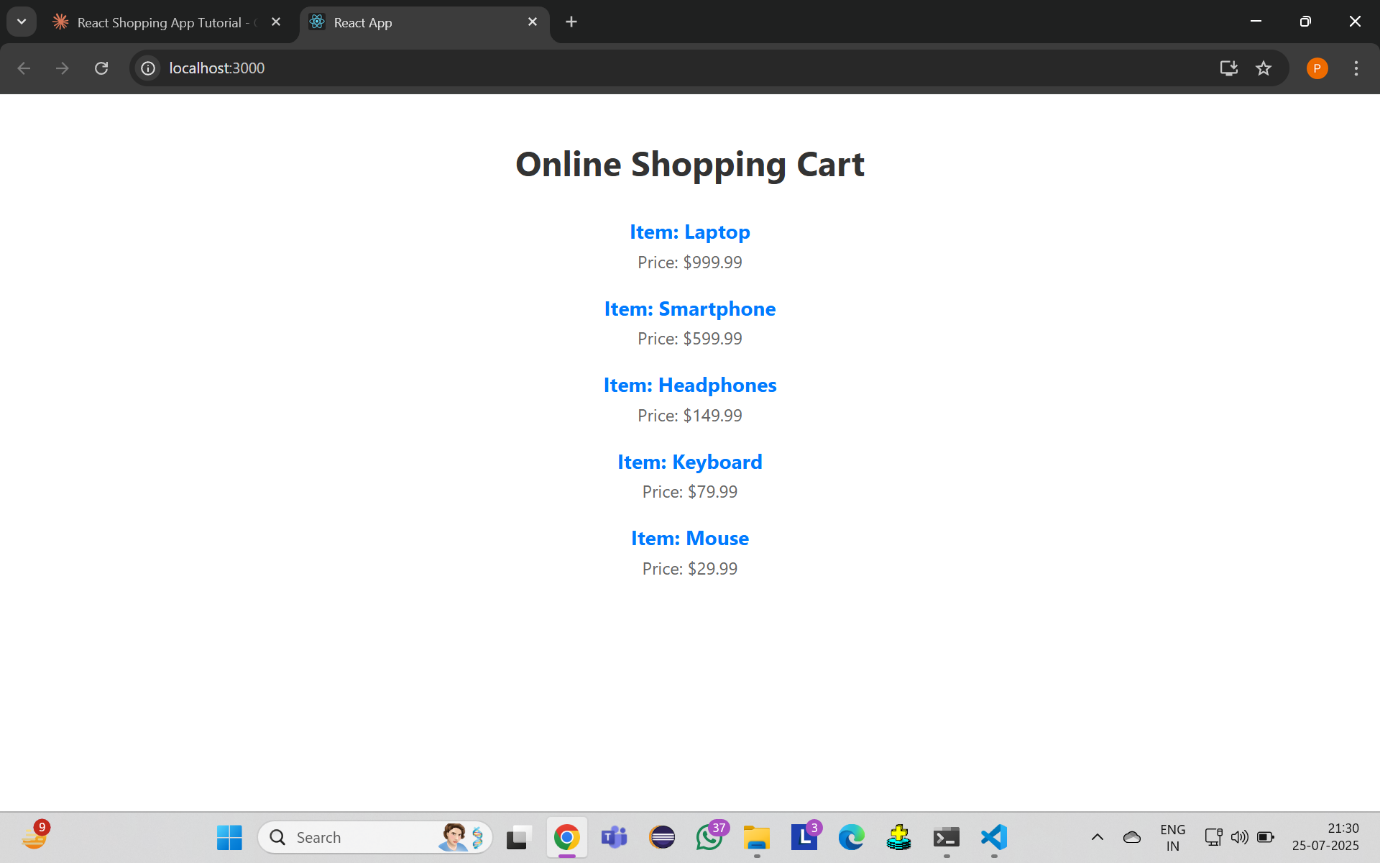 React Shopping App Tutorial -
React App
localhost:3000
P
Online Shopping Cart
Item: Laptop
Price: $999.99
Item: Smartphone
Price: $599.99
Item: Headphones
Price: $149.99
Item: Keyboard
Price: $79.99
Item: Mouse
Price: $29.99
9
Search
T
37
L
3
ENG
IN
21:30
25-07-2025